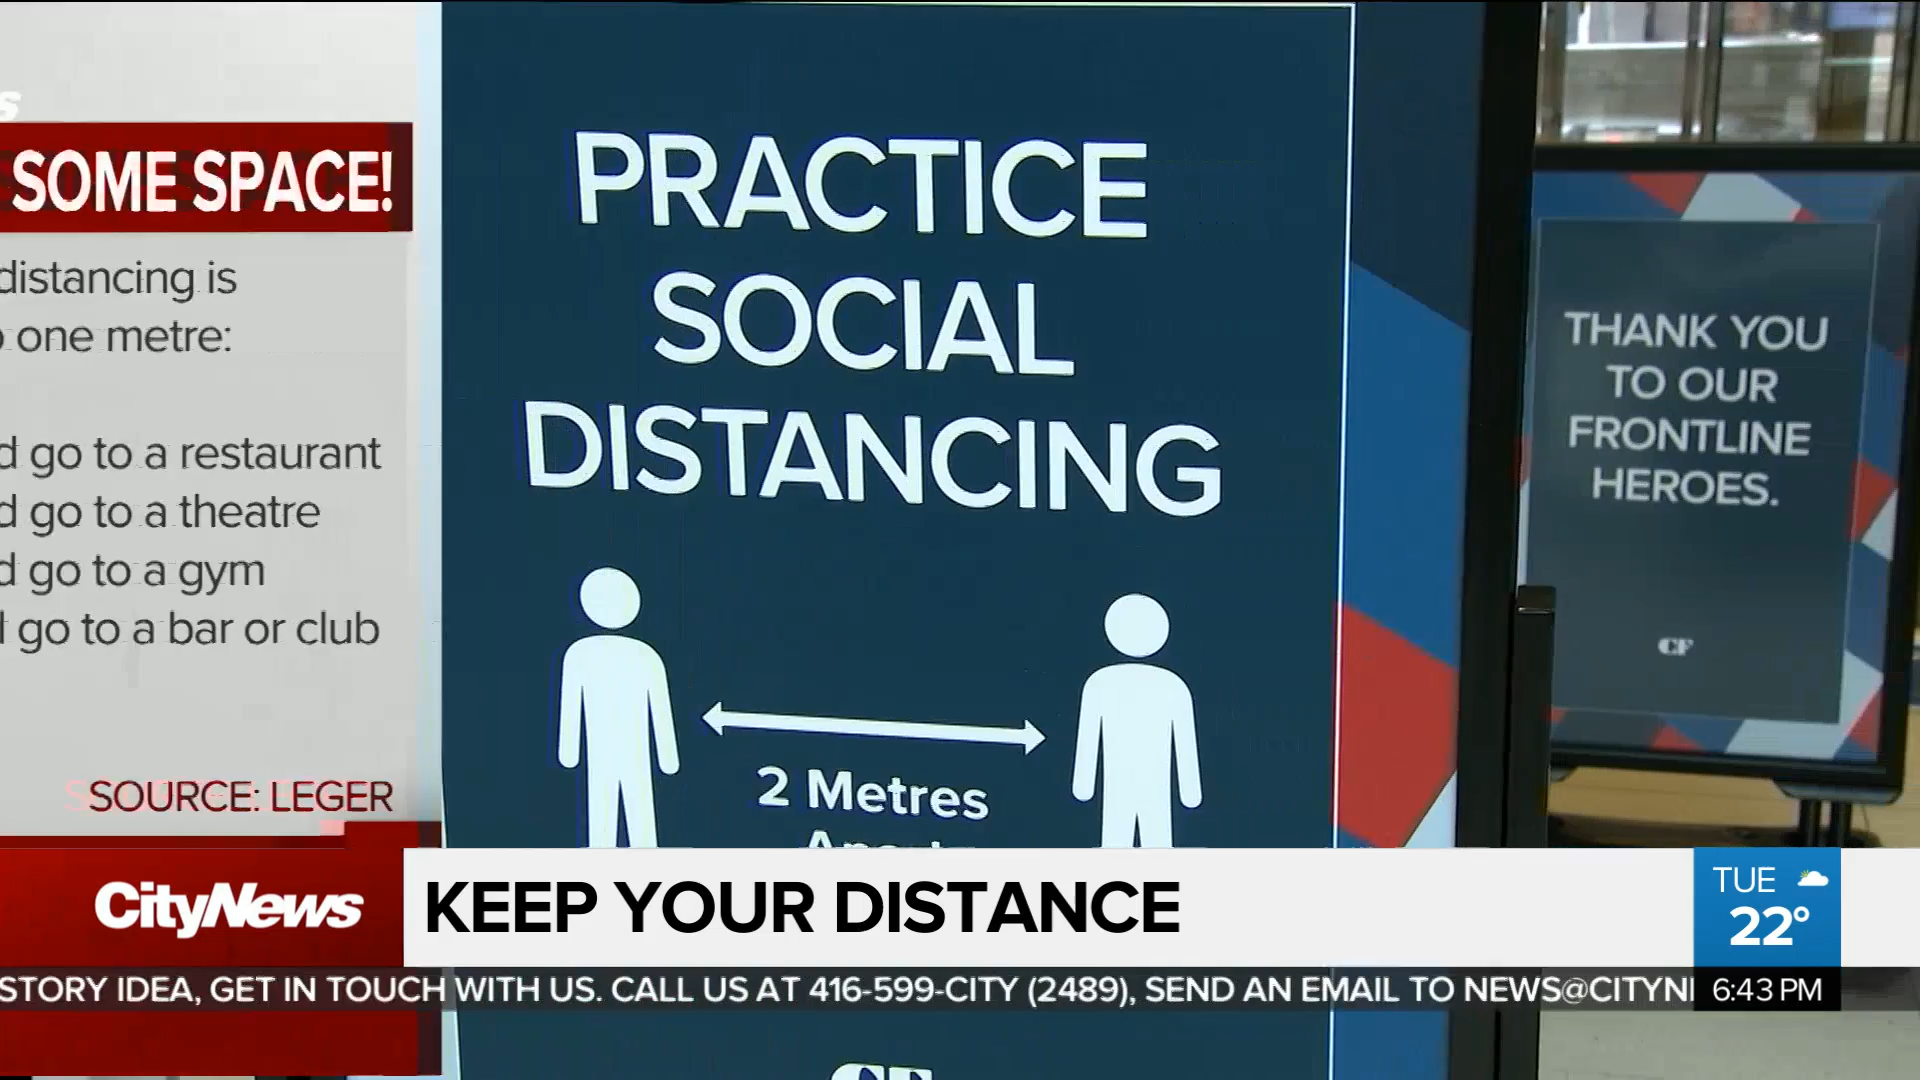 SOME SPACE!
distancing is
one metre:
go to a restaurant
go to a theatre
go to a gym
go to a bar or club
SOURCE: LEGER
PRACTICE
SOCIAL
DISTANCING
2 Metres
THANK YOU
TO OUR
FRONTLINE
HEROES.
CF
CityNews
KEEP YOUR DISTANCE
TUE
22°
STORY IDEA, GET IN TOUCH WITH US. CALL US AT 416-599-CITY (2489), SEND AN EMAIL TO NEWS@CITYN
6:43 PM
CF